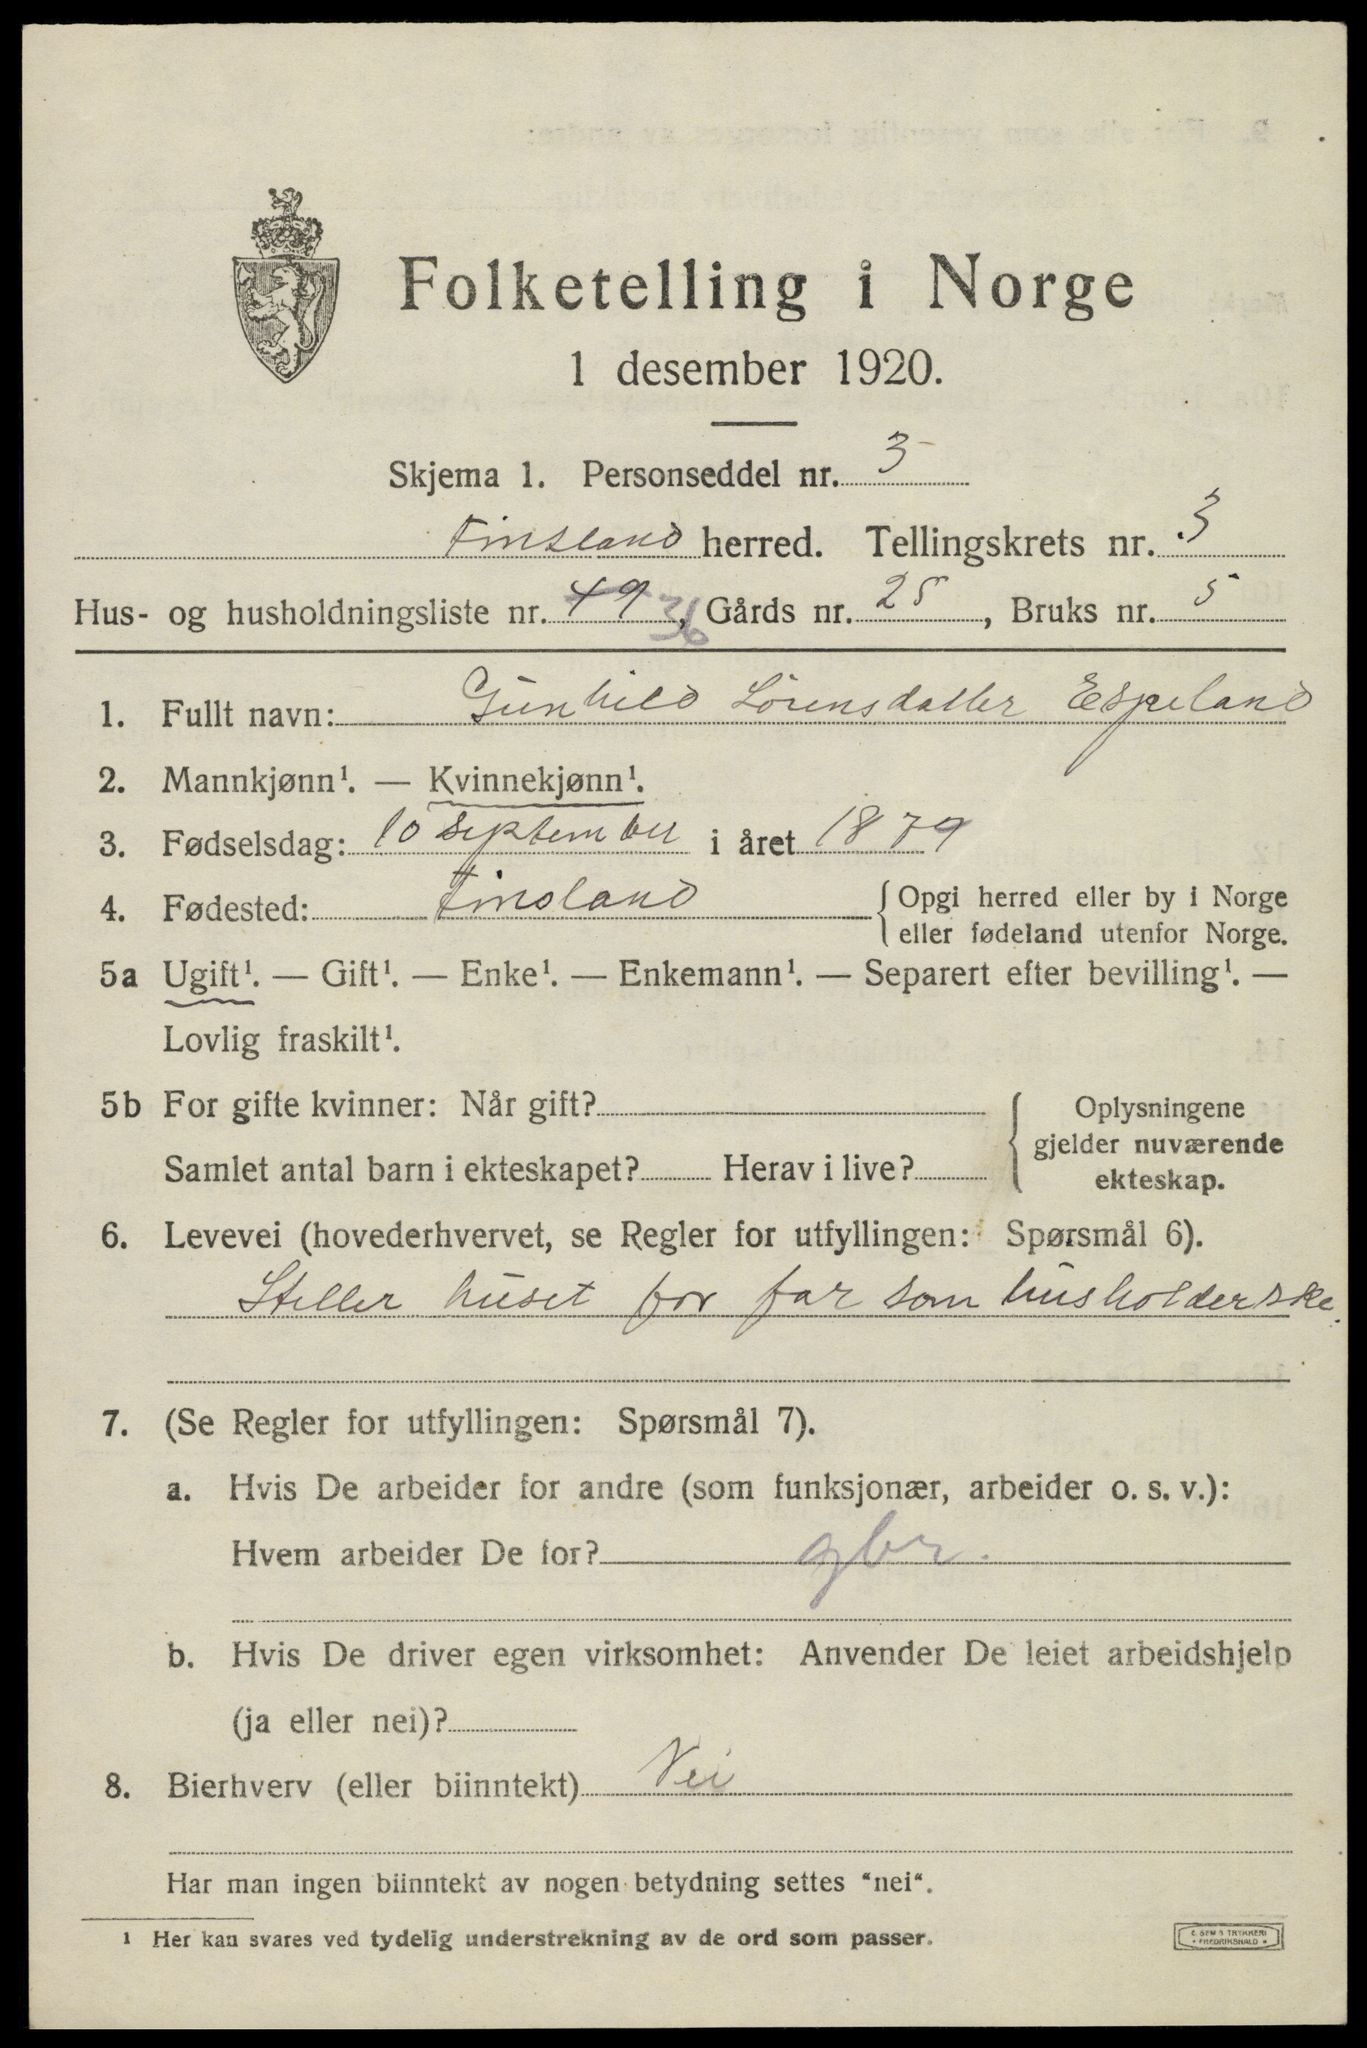 Folketelling i Norge
1 desember 1920.
Skjema 1. Personseddel nr. 3
Finsland herred. Tellingskrets nr. 3
Hus- og husholdningsliste nr. 49 36, Gårds nr. 25, Bruks nr. 5
1. Fullt navn: Gunhild Lorensdatter Espeland
2. Mannkjønn¹. — Kvinnekjønn¹.
3. Fødselsdag: 10 september i året 1879
4. Fødested: Finsland {Opgi herred eller by i Norge
eller fødeland utenfor Norge.
5a Ugift¹. — Gift¹. — Enke¹. — Enkemann¹. — Separert efter bevilling¹. —
Lovlig fraskilt¹.
5b For gifte kvinner: Når gift? { Oplysningene
gjelder nuværende
Samlet antal barn i ekteskapet? Herav i live?
ekteskap.
6. Levevei (hovederhvervet, se Regler for utfyllingen: Spørsmål 6).
Steller huset for far som husholderske.
7. (Se Regler for utfyllingen: Spørsmål 7).
a. Hvis De arbeider for andre (som funksjonær, arbeider o. s. v.):
Hvem arbeider De for? gbr.
b. Hvis De driver egen virksomhet: Anvender De leiet arbeidshjelp
(ja eller nei)?
8. Bierhverv (eller biinntekt) Nei
Har man ingen biinntekt av nogen betydning settes "nei".
¹ Her kan svares ved tydelig understrekning av de ord som passer.
E. SEM'S TRYKKERI
FREDRIKSHALD